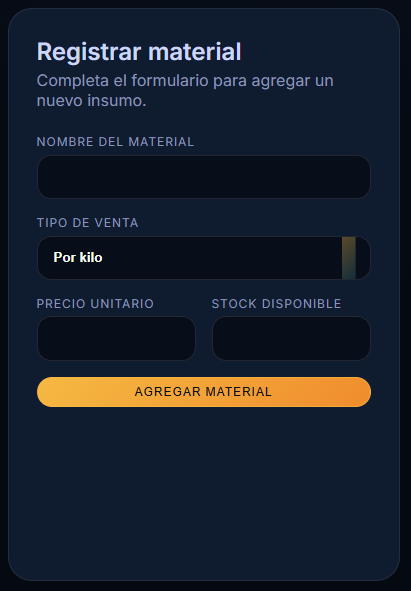 Registrar material
Completa el formulario para agregar un
nuevo insumo.
NOMBRE DEL MATERIAL
TIPO DE VENTA
Por kilo
PRECIO UNITARIO
STOCK DISPONIBLE
AGREGAR MATERIAL